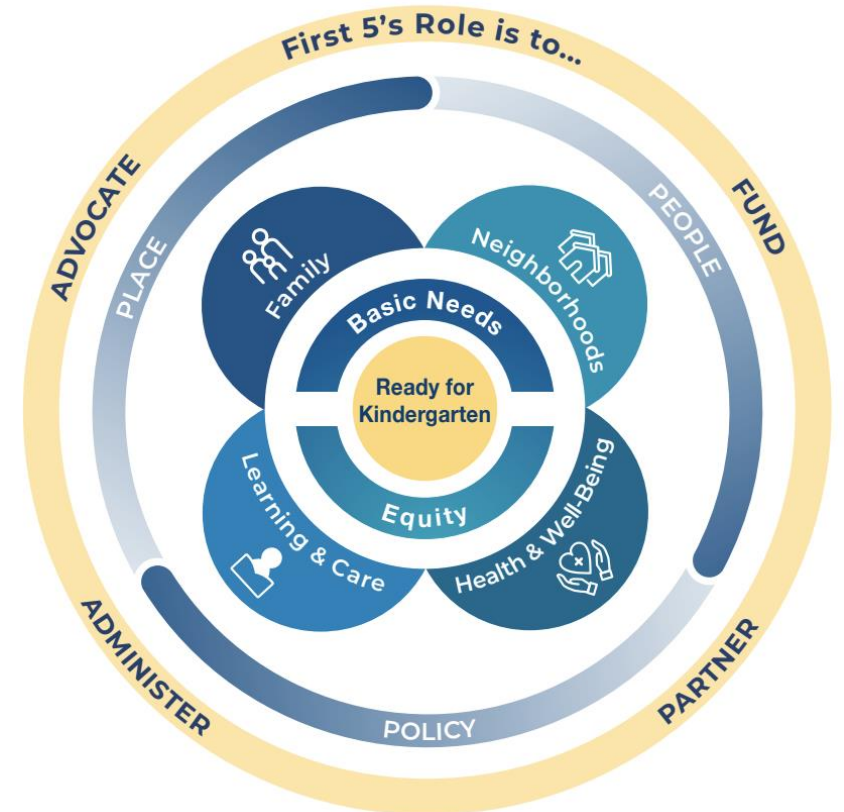 First 5's Role is to...
ADVOCATE
FUND
PARTNER
ADMINISTER
PLACE
PEOPLE
POLICY
Family
Neighborhoods
Learning & Care
Health & Well-Being
Basic Needs
Ready for
Kindergarten
Equity